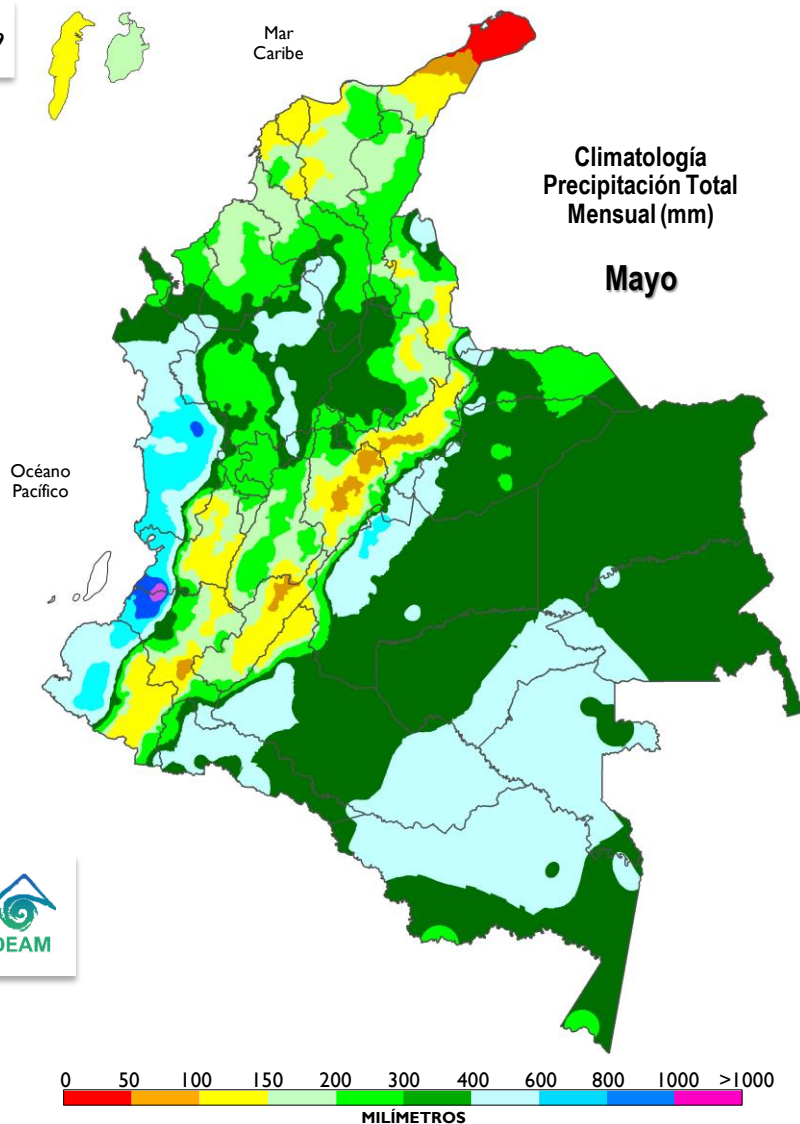 Mar
Caribe
Climatología
Precipitación Total
Mensual (mm)
Mayo
Océano
Pacífico
DEAM
0 50 100 150 200 300 400 600 800 1000 >1000
MILÍMETROS